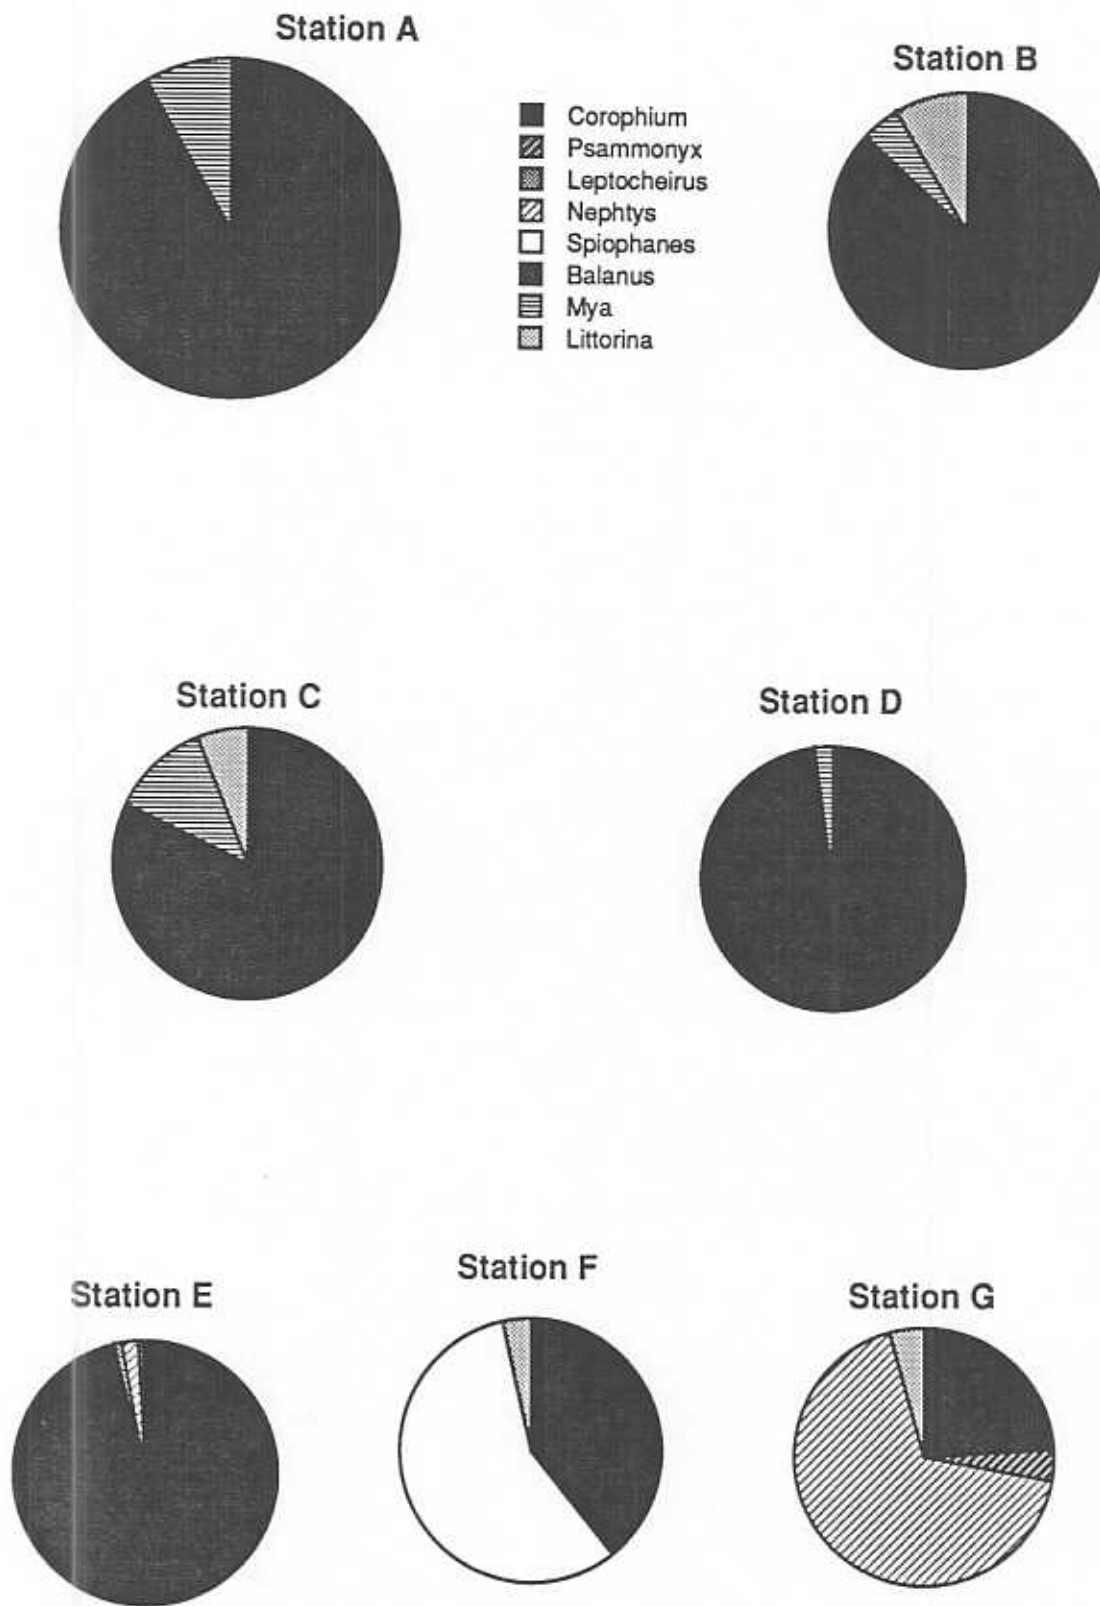 Station A
Station B
Corophium
Psammonyx
Leptocheirus
Nephtys
Spiophanes
Balanus
Mya
Littorina
Station C
Station D
Station E
Station F
Station G